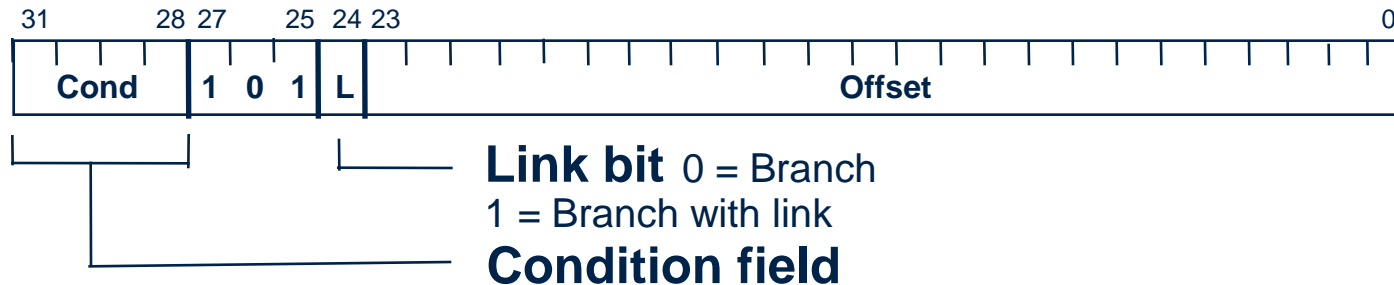 31 28 27 25 24 23 0
Cond 1 0 1 L Offset
Link bit 0 = Branch
1 = Branch with link
Condition field